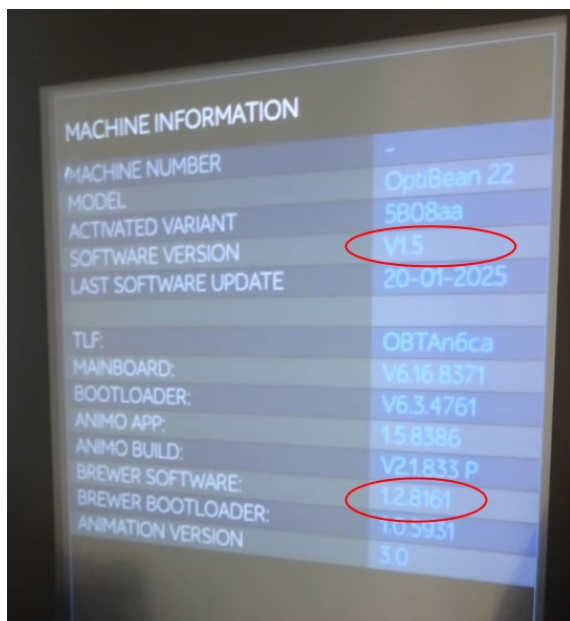 MACHINE INFORMATION
MACHINE NUMBER -
MODEL OptiBean 22
ACTIVATED VARIANT 5B08aa
SOFTWARE VERSION V1.5
LAST SOFTWARE UPDATE 20-01-2025
TLF: OBTAn6ca
MAINBOARD: V6.16.8371
BOOTLOADER: V6.3.4761
ANIMO APP: 1.5.8386
ANIMO BUILD: V2.1.833 P
BREWER SOFTWARE: 1.2.8161
BREWER BOOTLOADER: 1.0.5931
ANIMATION VERSION 3.0